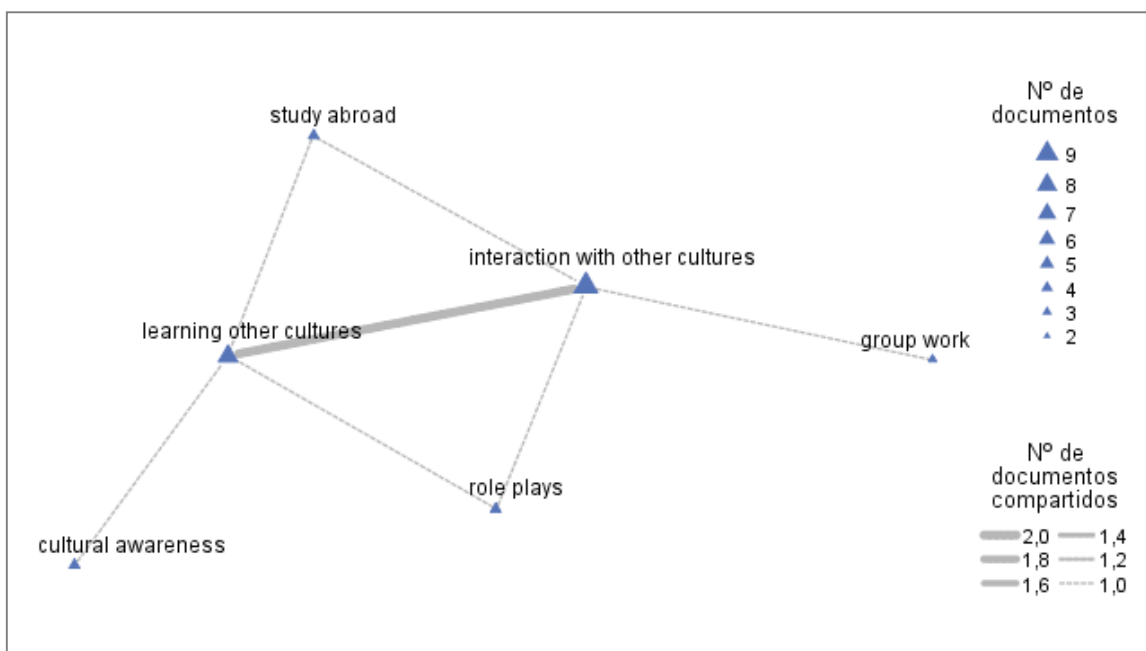 study abroad
interaction with other cultures
learning other cultures
group work
role plays
cultural awareness
Nº de
documentos
9
8
7
6
5
4
3
2
Nº de
documentos
compartidos
2,0 1,4
1,8 1,2
1,6 1,0